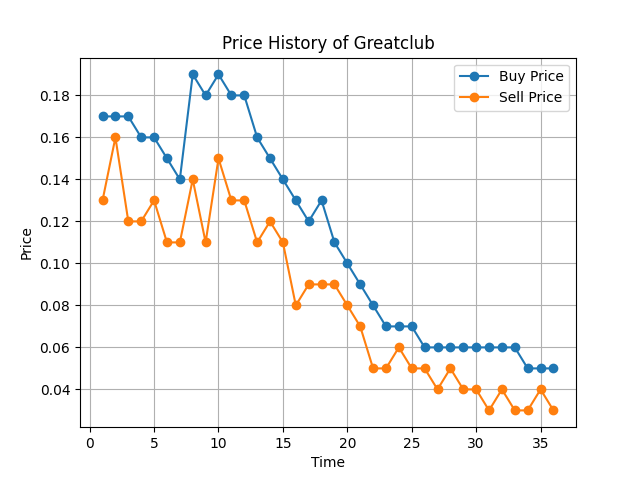 Price History of Greatclub
Buy Price
Sell Price
Price
0.18
0.16
0.14
0.12
0.10
0.08
0.06
0.04
0 5 10 15 20 25 30 35
Time